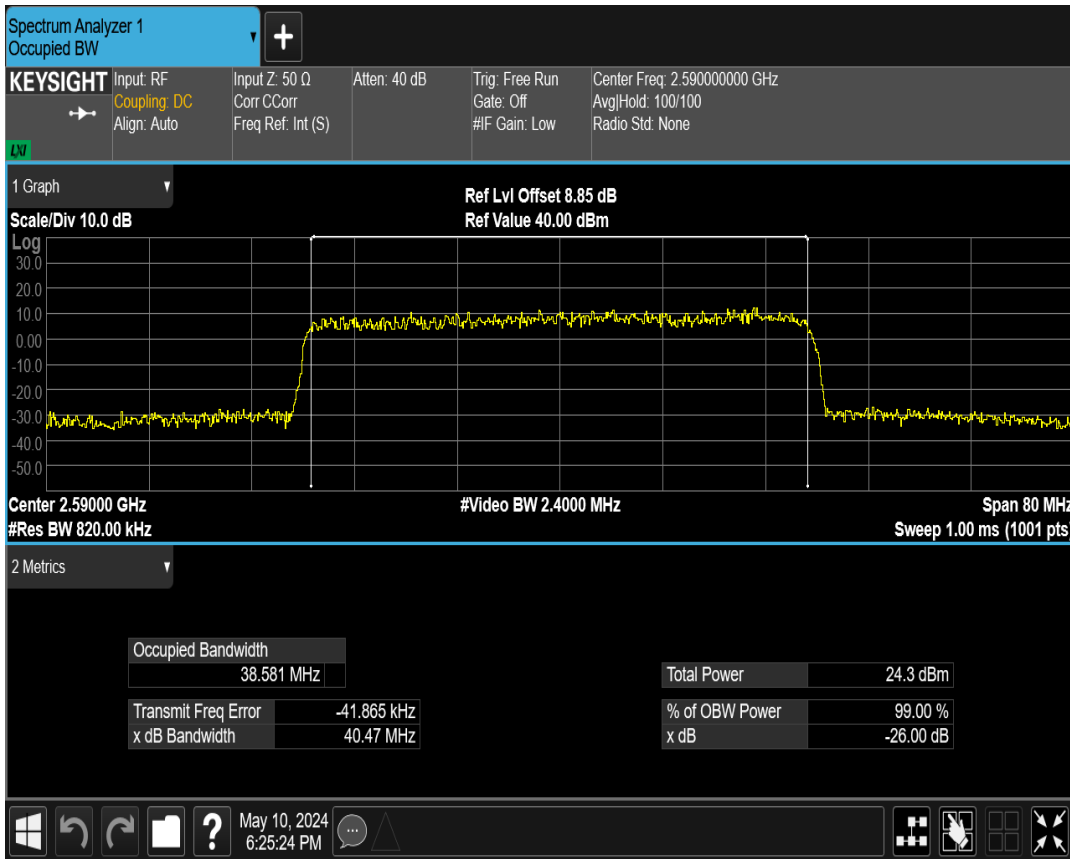 Spectrum Analyzer 1
Occupied BW
+
KEYSIGHT
LXI
Input: RF
Coupling: DC
Align: Auto
Input Z: 50 Ω
Corr CCorr
Freq Ref: Int (S)
Atten: 40 dB
Trig: Free Run
Gate: Off
#IF Gain: Low
Center Freq: 2.590000000 GHz
Avg|Hold: 100/100
Radio Std: None
1 Graph
Scale/Div 10.0 dB
Ref Lvl Offset 8.85 dB
Ref Value 40.00 dBm
Log
30.0
20.0
10.0
0.00
-10.0
-20.0
-30.0
-40.0
-50.0
Center 2.59000 GHz
#Video BW 2.4000 MHz
Span 80 MHz
#Res BW 820.00 kHz
Sweep 1.00 ms (1001 pts)
2 Metrics
Occupied Bandwidth
38.581 MHz
Total Power 24.3 dBm
Transmit Freq Error -41.865 kHz
% of OBW Power 99.00 %
x dB Bandwidth 40.47 MHz
x dB -26.00 dB
?
May 10, 2024
6:25:24 PM